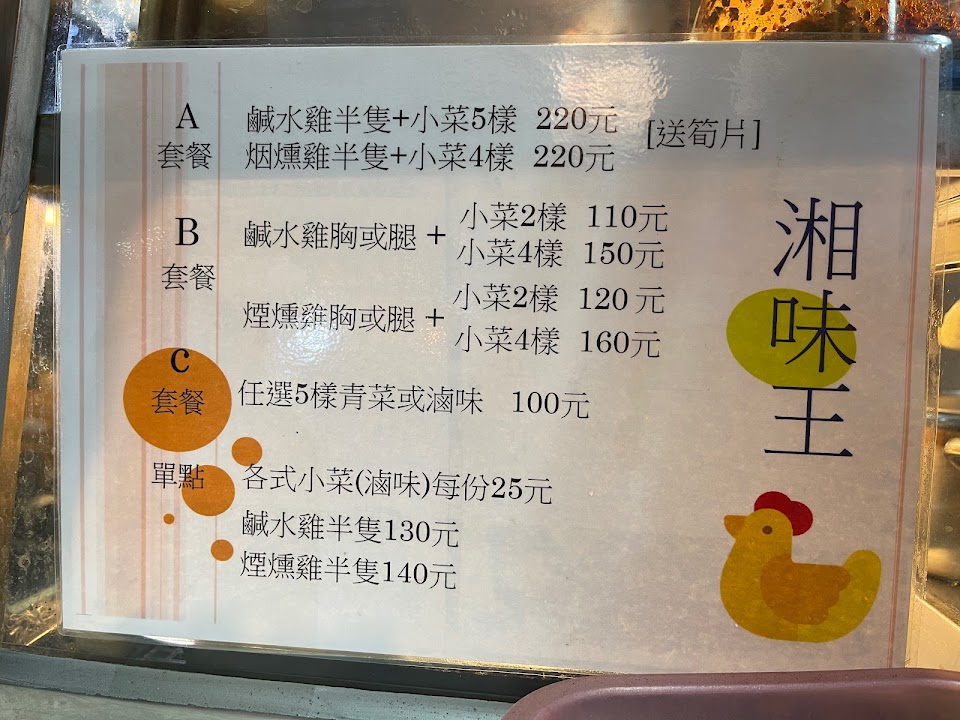 A 鹹水雞半隻+小菜5樣 220元
套餐 烟燻雞半隻+小菜4樣 220元
[送筍片]
B
套餐
鹹水雞胸或腿 +
小菜2樣 110元
小菜4樣 150元
煙燻雞胸或腿 +
小菜2樣 120元
小菜4樣 160元
c
套餐 任選5樣青菜或滷味 100元
單點 各式小菜(滷味)每份25元
鹹水雞半隻130元
煙燻雞半隻140元
湘味王